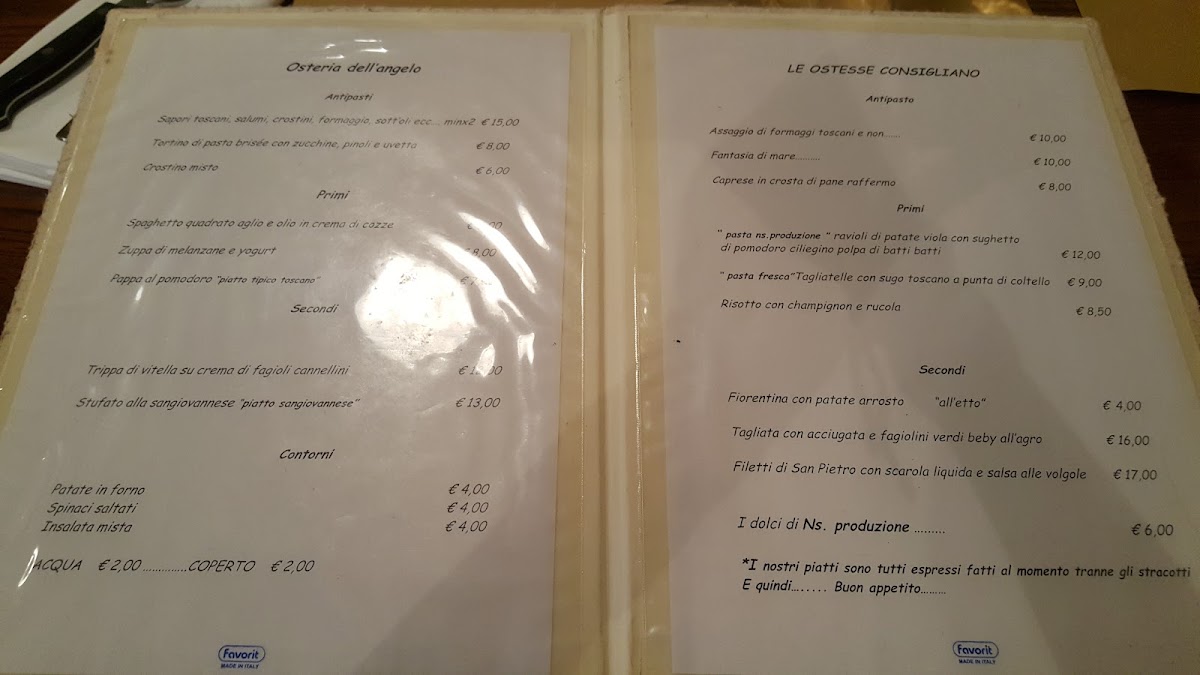 Osteria dell'angelo
Antipasti
Sapori toscani, salumi, crostini, formaggio, sott'oli ecc... minx2 € 15,00
Tortino di pasta brisée con zucchine, pinoli e uvetta € 8,00
Crostino misto € 6,00
Primi
Spaghetto quadrato aglio e olio in crema di cozze
Zuppa di melanzane e yogurt 8,00
Pappa al pomodoro "piatto tipico toscano" €
Secondi
Trippa di vitella su crema di fagioli cannellini €
Stufato alla sangiovannese "piatto sangiovannese" € 13,00
Contorni
Patate in forno € 4,00
Spinaci saltati € 4,00
Insalata mista € 4,00
ACQUA € 2,00..............COPERTO € 2,00
Favorit
MADE IN ITALY
LE OSTESSE CONSIGLIANO
Antipasto
Assaggio di formaggi toscani e non...... € 10,00
Fantasia di mare.......... € 10,00
Caprese in crosta di pane raffermo € 8,00
Primi
" pasta ns.produzione " ravioli di patate viola con sughetto
di pomodoro ciliegino polpa di batti batti € 12,00
" pasta fresca"Tagliatelle con sugo toscano a punta di coltello € 9,00
Risotto con champignon e rucola € 8,50
Secondi
Fiorentina con patate arrosto "all'etto" € 4,00
Tagliata con acciugata e fagiolini verdi beby all'agro € 16,00
Filetti di San Pietro con scarola liquida e salsa alle volgole € 17,00
I dolci di Ns. produzione ......... € 6,00
*I nostri piatti sono tutti espressi fatti al momento tranne gli stracotti
E quindi......... Buon appetito.........
Favorit
MADE IN ITALY